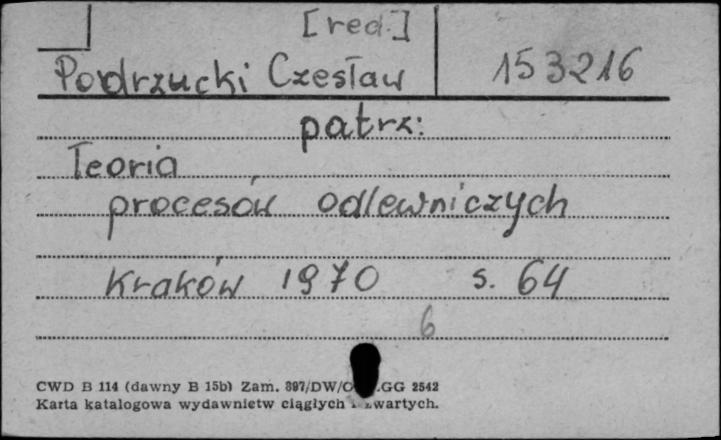 [red.]
Podrzucki Czesław 153216
patrz:
Teoria
procesów odlewniczych
Kraków 1970 s. 64
6
CWD B 114 (dawny B 15b) Zam. 397/DW/O .GG 2542
Karta katalogowa wydawnictw ciągłych i zwartych.